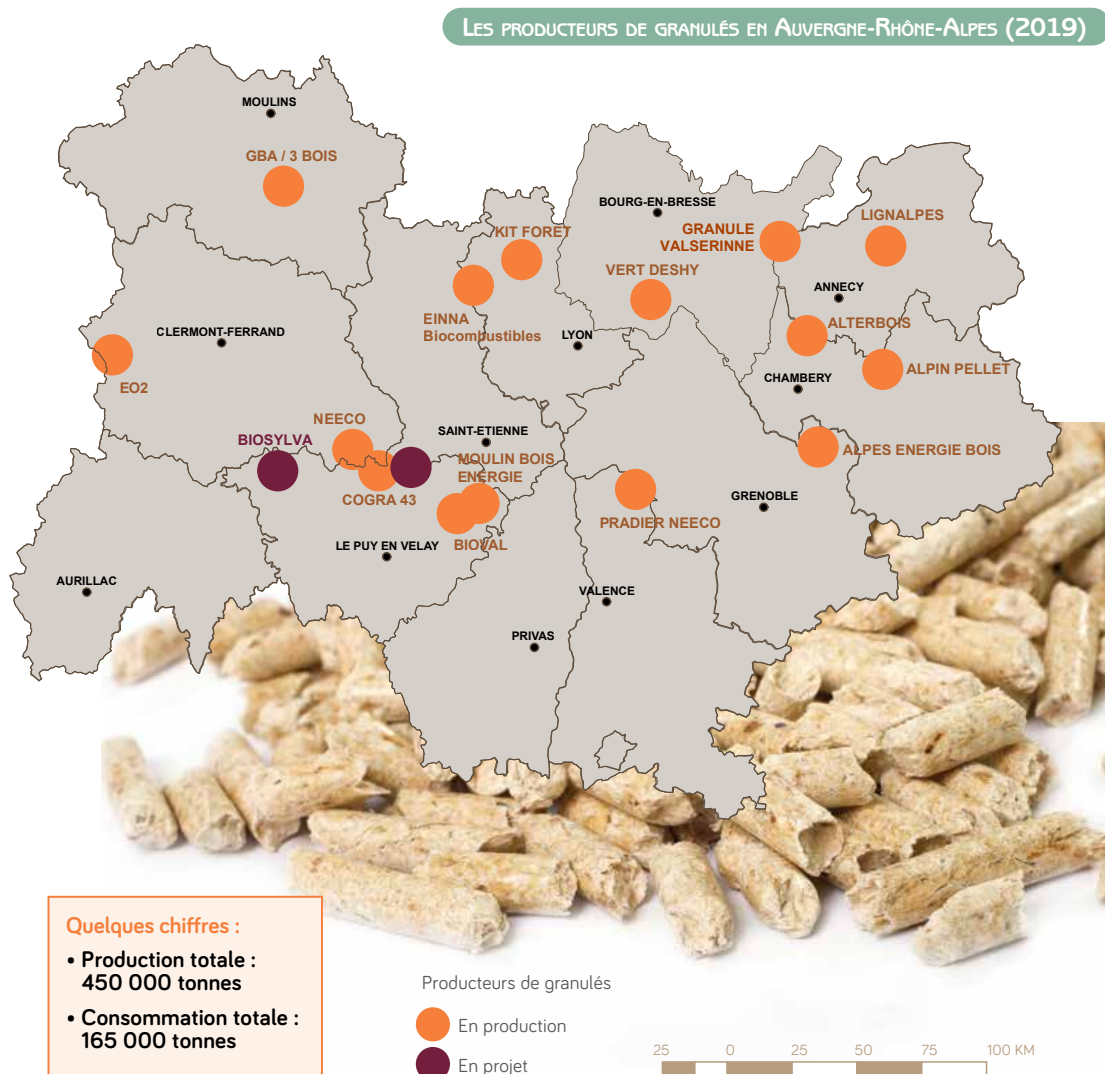 Les producteurs de granulés en Auvergne-Rhône-Alpes (2019)
MOULINS
GBA / 3 BOIS
BOURG-EN-BRESSE
KIT FORET
GRANULE
VALSERINNE
LIGNALPES
VERT DESHY
ANNECY
EINNA
Biocombustibles
CLERMONT-FERRAND
LYON
ALTERBOIS
ALPIN PELLET
CHAMBERY
EO2
NEECO
BIOSYLVA
SAINT-ETIENNE
MOULIN BOIS
ENERGIE
ALPES ENERGIE BOIS
COGRA 43
GRENOBLE
PRADIER NEECO
BIOVAL
LE PUY EN VELAY
AURILLAC
VALENCE
PRIVAS
Quelques chiffres :
• Production totale :
450 000 tonnes
• Consommation totale :
165 000 tonnes
Producteurs de granulés
En production
En projet
25 0 25 50 75 100 KM